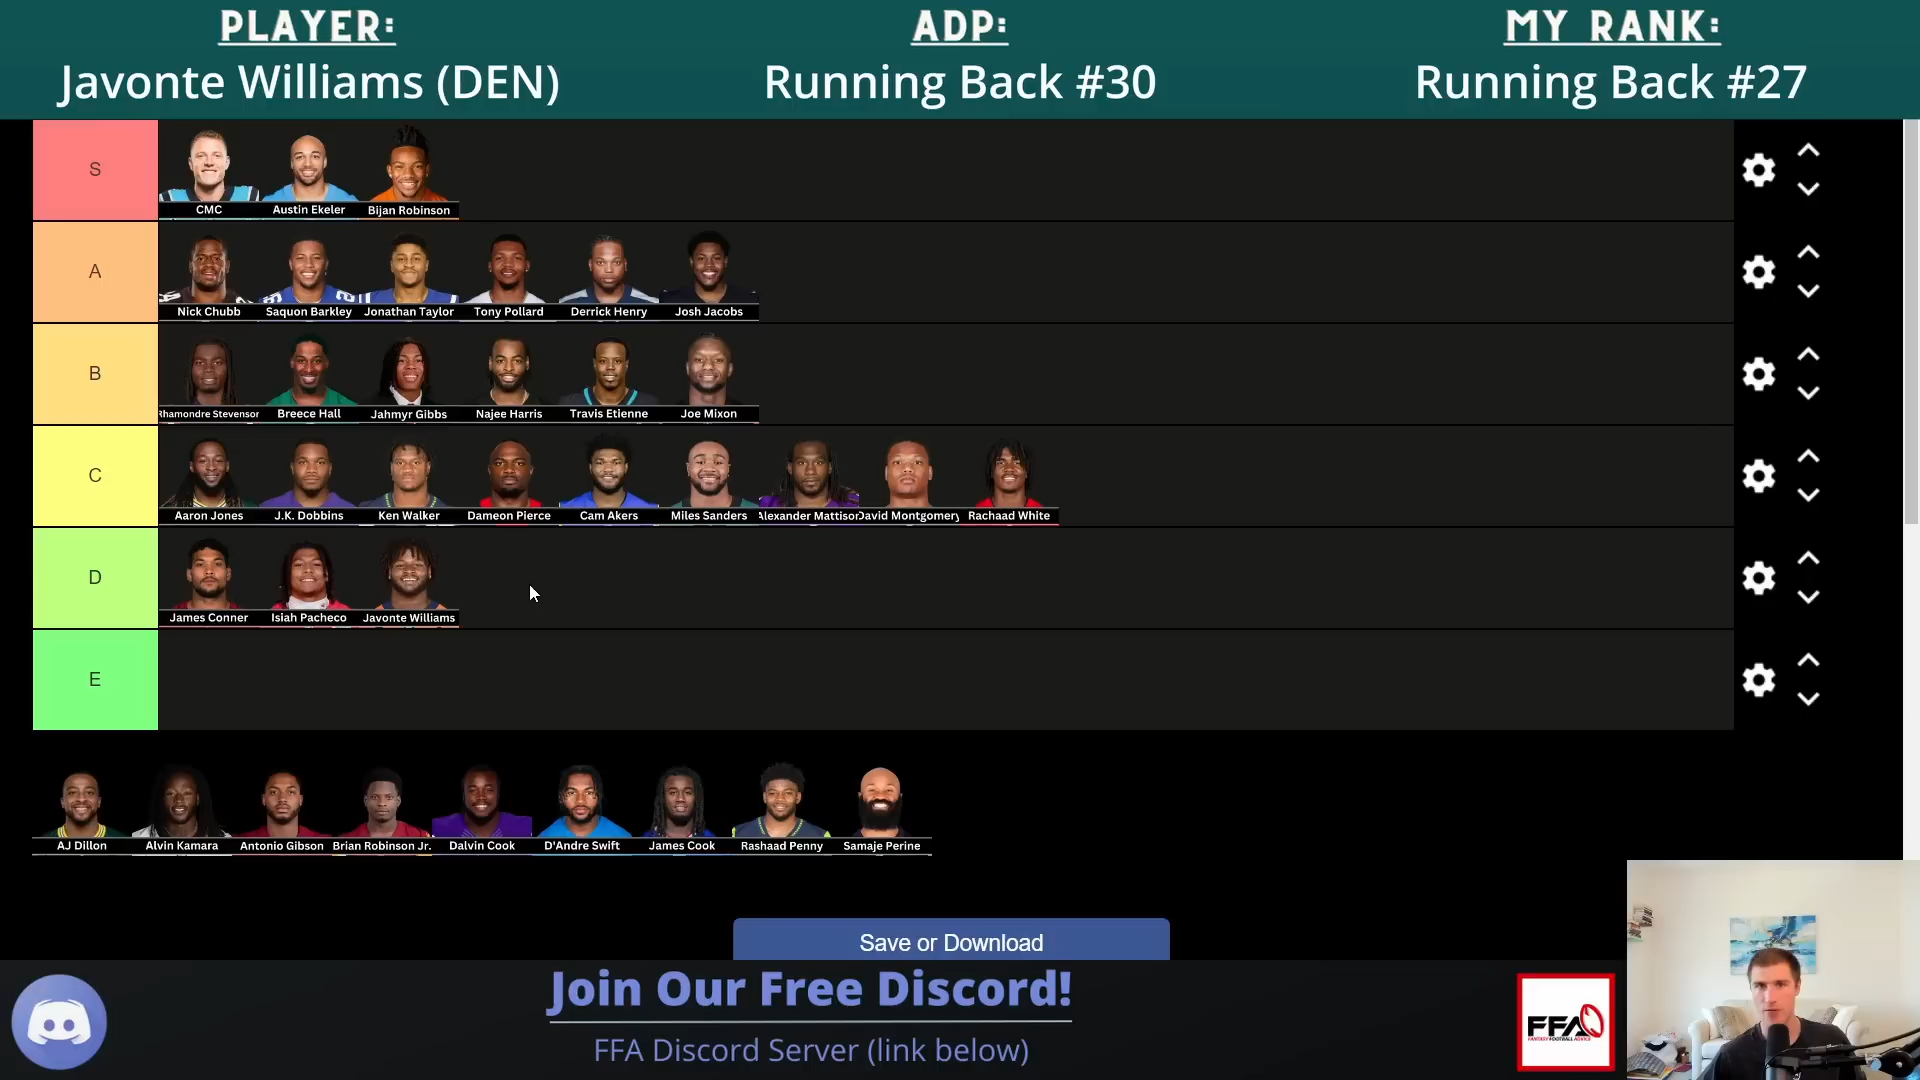 PLAYER:
Javonte Williams (DEN)
ADP:
Running Back #30
MY RANK:
Running Back #27
S
CMC
Austin Ekeler
Bijan Robinson
A
Nick Chubb
Saquon Barkley
Jonathan Taylor
Tony Pollard
Derrick Henry
Josh Jacobs
B
Rhamondre Stevenson
Breece Hall
Jahmyr Gibbs
Najee Harris
Travis Etienne
Joe Mixon
C
Aaron Jones
J.K. Dobbins
Ken Walker
Dameon Pierce
Cam Akers
Miles Sanders
Alexander Mattison
David Montgomery
Rachaad White
D
James Conner
Isiah Pacheco
Javonte Williams
E
AJ Dillon
Alvin Kamara
Antonio Gibson
Brian Robinson Jr.
Dalvin Cook
D'Andre Swift
James Cook
Rashaad Penny
Samaje Perine
Save or Download
Join Our Free Discord!
FFA Discord Server (link below)
FFA
FANTASY FOOTBALL ADVICE